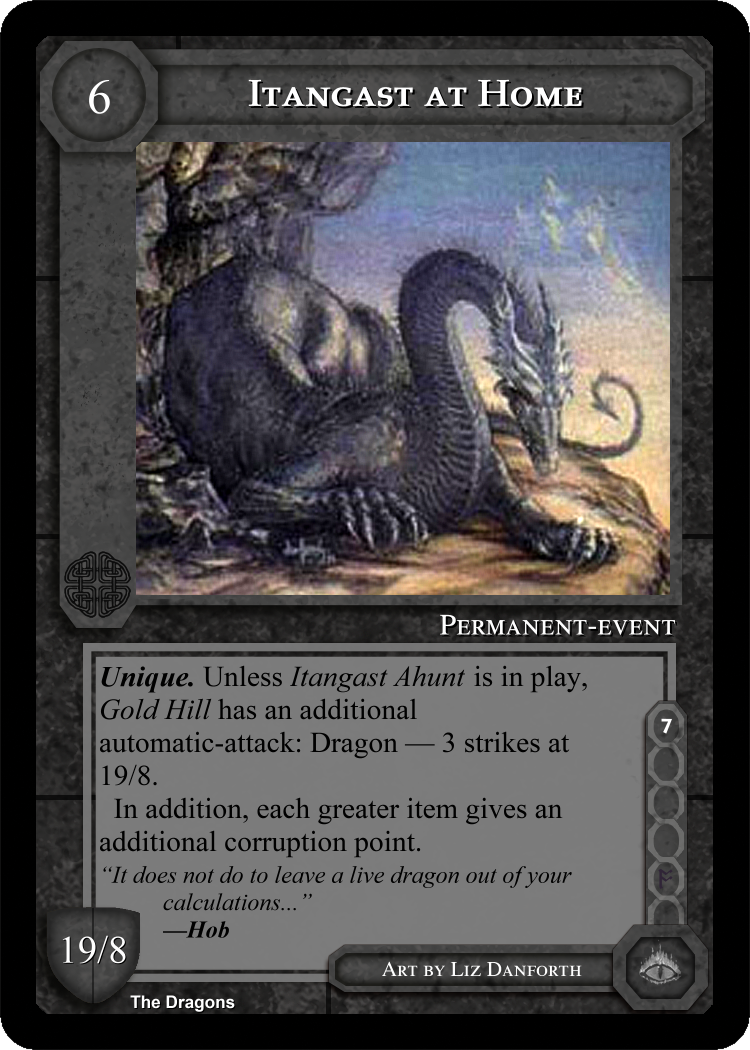 6
Itangast at Home
Permanent-event
Unique. Unless Itangast Ahunt is in play,
Gold Hill has an additional
automatic-attack: Dragon — 3 strikes at
19/8.
In addition, each greater item gives an
additional corruption point.
“It does not do to leave a live dragon out of your
calculations...”
—Hob
7
19/8
Art by Liz Danforth
The Dragons